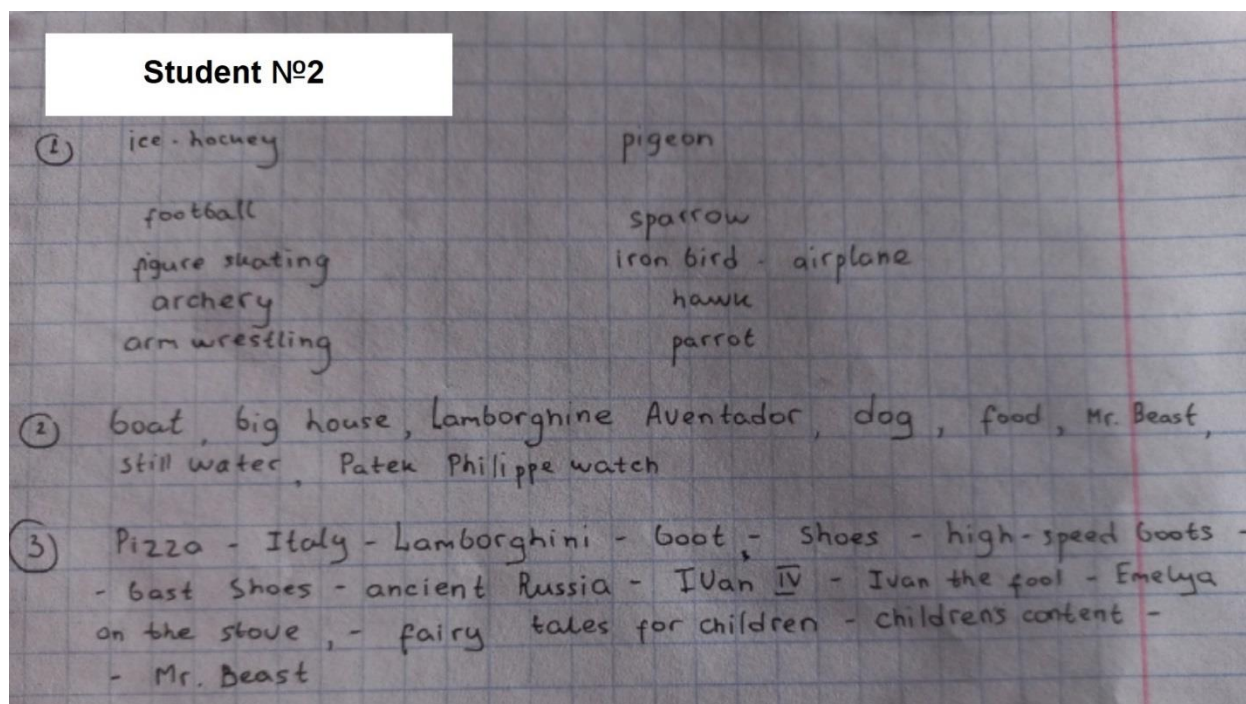 Student №2
① ice-hockey pigeon
football sparrow
figure skating iron bird - airplane
archery hawk
arm wrestling parrot
② boat, big house, Lamborghine Aventador, dog, food, Mr. Beast,
still water, Patek Philippe watch
③ Pizza - Italy - Lamborghini - boot, - shoes - high-speed boots -
- bast Shoes - ancient Russia - IVan IV - Ivan the fool - Emelya
on the stove, - fairy tales for children - childrens content -
- Mr. Beast